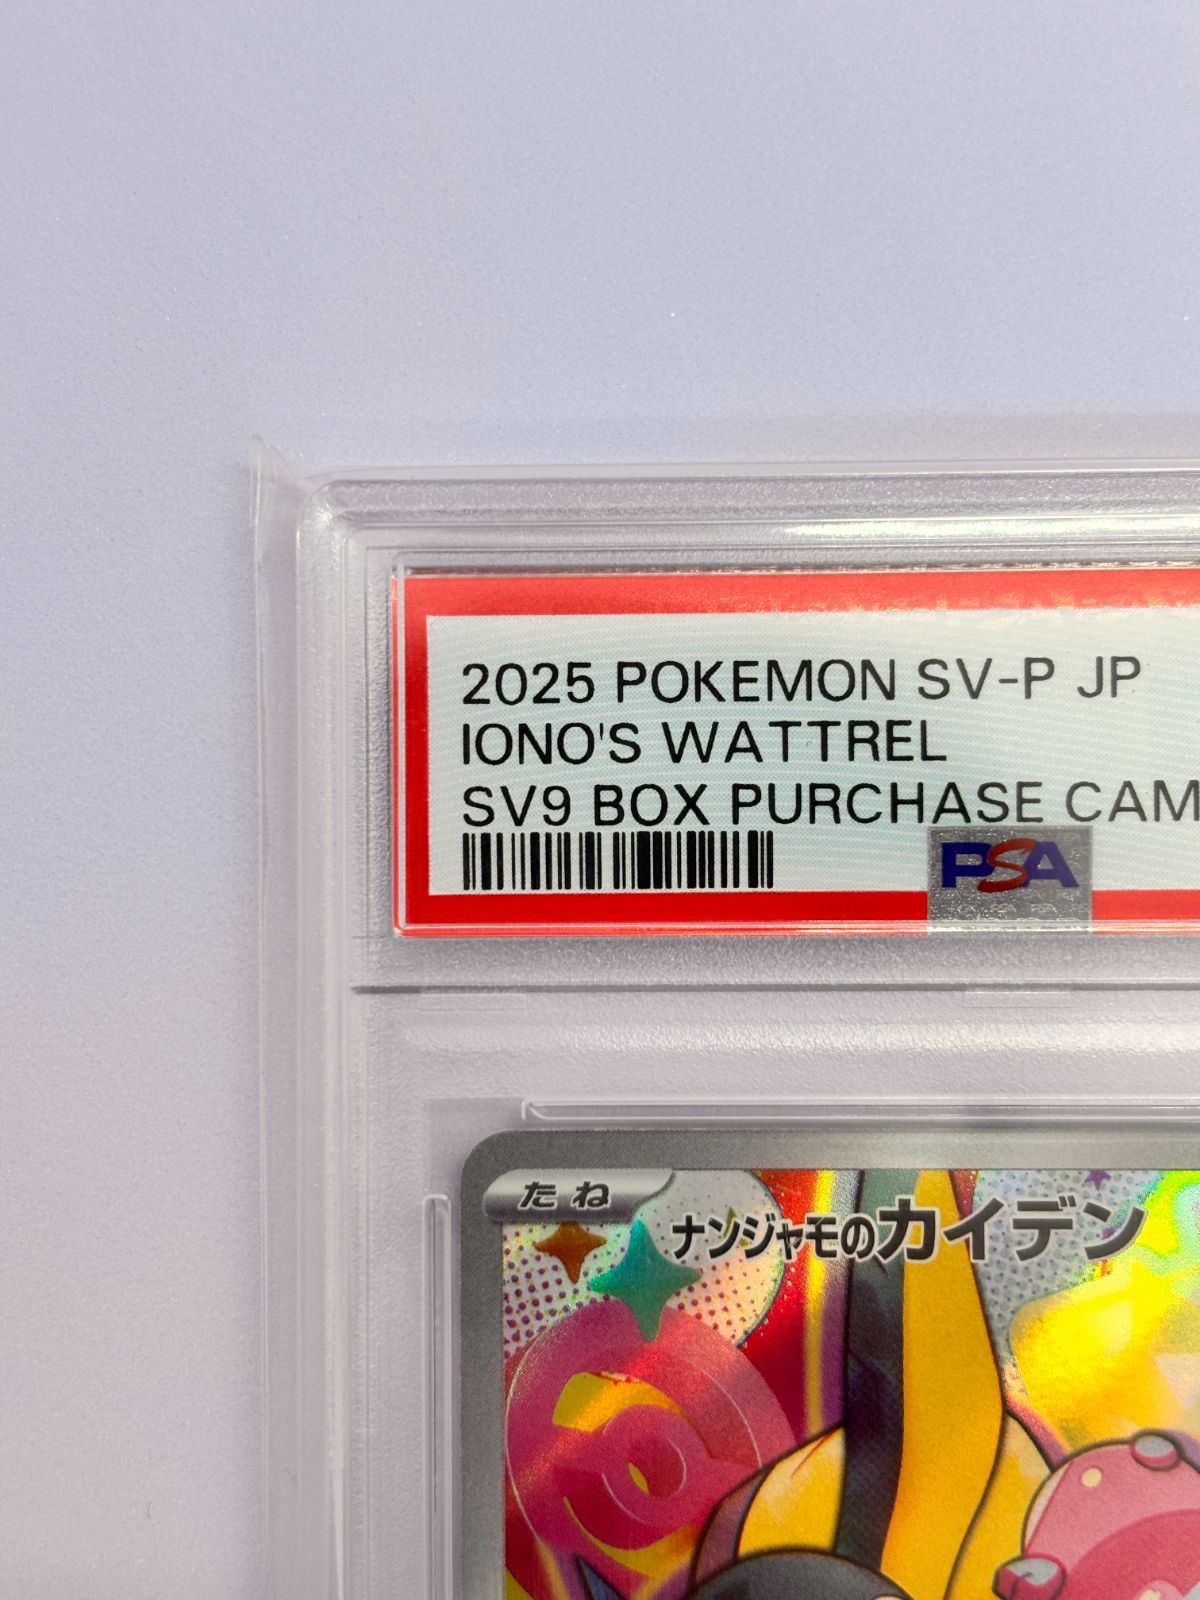 2025 POKEMON SV-P JP
IONO'S WATTREL
SV9 BOX PURCHASE CAM
PSA
たね
ナンジャモのカイデン